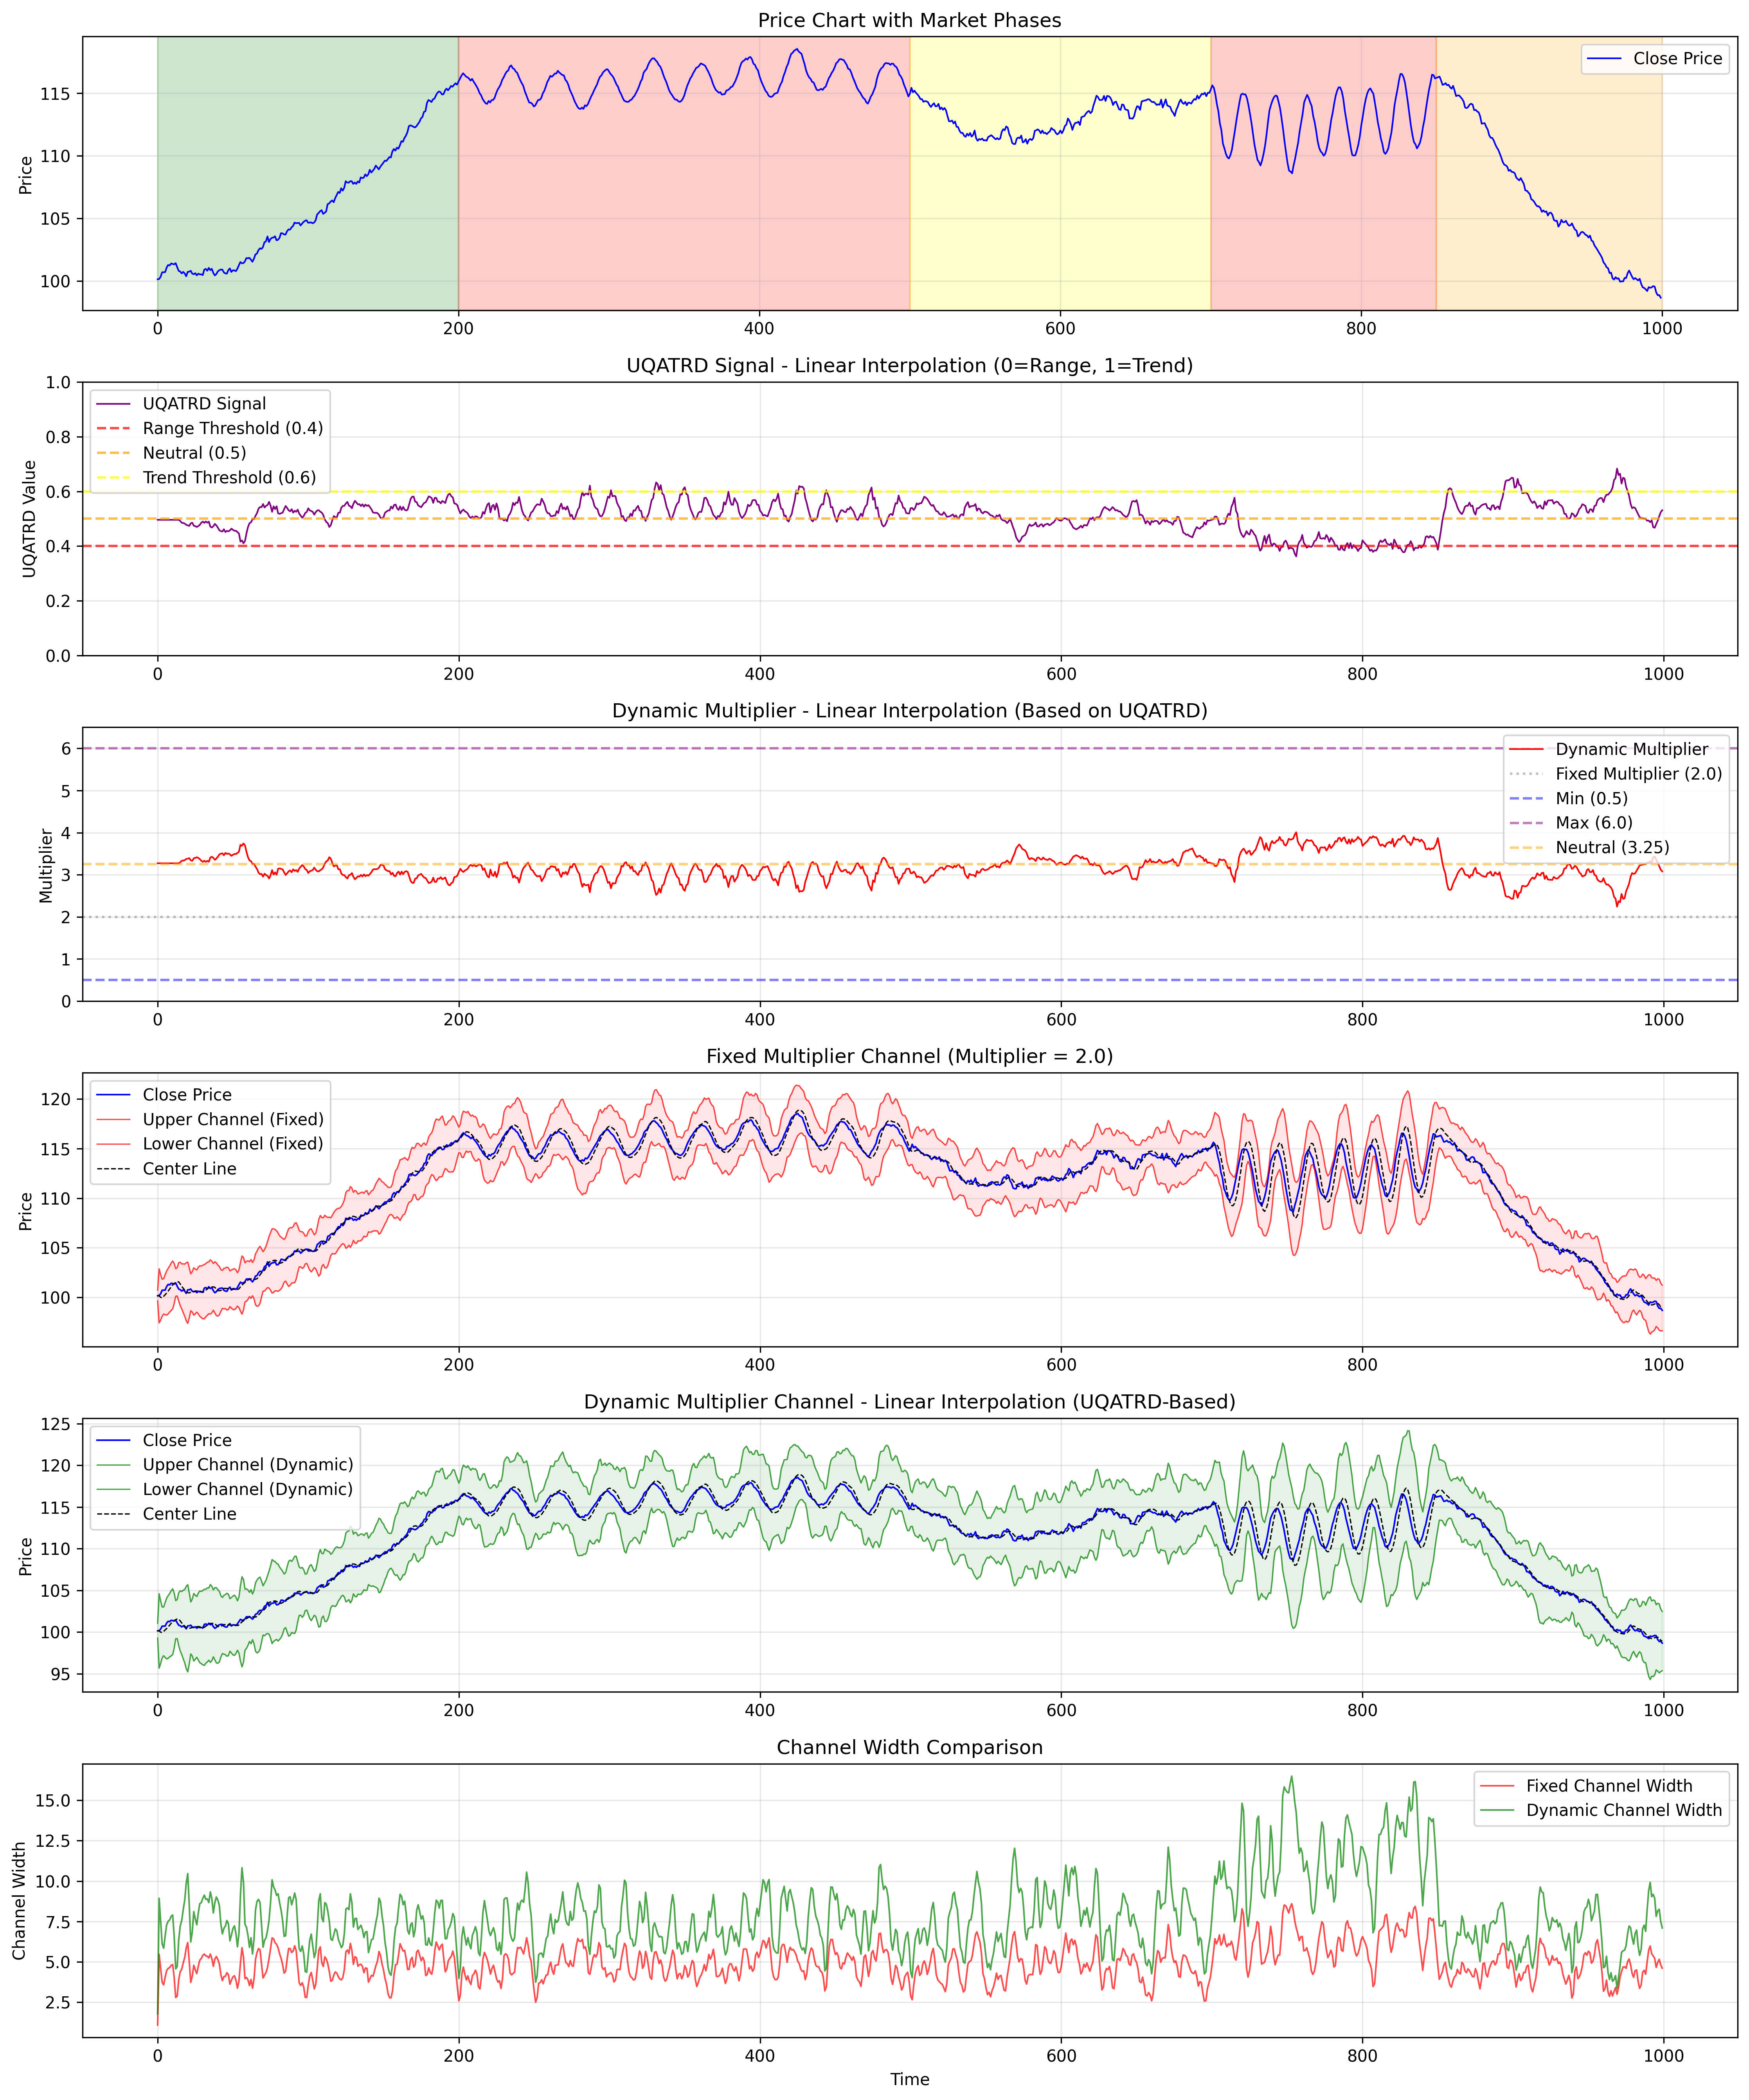 Price Chart with Market Phases
Close Price
Price
115
110
105
100
0 200 400 600 800 1000
UQATRD Signal - Linear Interpolation (0=Range, 1=Trend)
UQATRD Signal
Range Threshold (0.4)
Neutral (0.5)
Trend Threshold (0.6)
UQATRD Value
1.0
0.8
0.6
0.4
0.2
0.0
0 200 400 600 800 1000
Dynamic Multiplier - Linear Interpolation (Based on UQATRD)
Dynamic Multiplier
Fixed Multiplier (2.0)
Min (0.5)
Max (6.0)
Neutral (3.25)
Multiplier
6
5
4
3
2
1
0
0 200 400 600 800 1000
Fixed Multiplier Channel (Multiplier = 2.0)
Close Price
Upper Channel (Fixed)
Lower Channel (Fixed)
Center Line
Price
120
115
110
105
100
0 200 400 600 800 1000
Dynamic Multiplier Channel - Linear Interpolation (UQATRD-Based)
Close Price
Upper Channel (Dynamic)
Lower Channel (Dynamic)
Center Line
Price
125
120
115
110
105
100
95
0 200 400 600 800 1000
Channel Width Comparison
Fixed Channel Width
Dynamic Channel Width
Channel Width
15.0
12.5
10.0
7.5
5.0
2.5
0 200 400 600 800 1000
Time